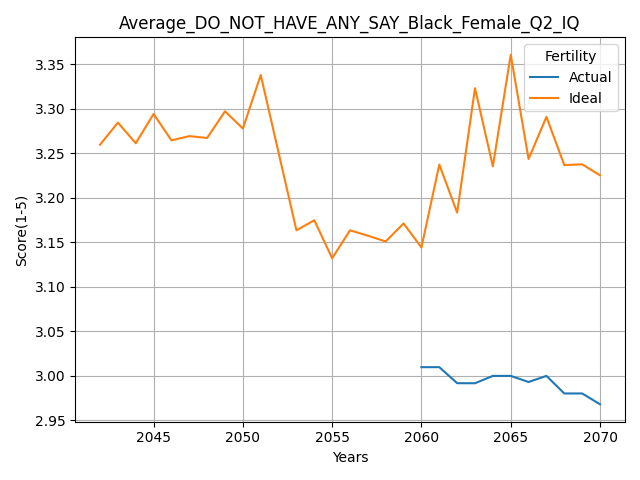 Average_DO_NOT_HAVE_ANY_SAY_Black_Female_Q2_IQ
Fertility
Actual
Ideal
Score(1-5)
3.35
3.30
3.25
3.20
3.15
3.10
3.05
3.00
2.95
2045
2050
2055
2060
2065
2070
Years